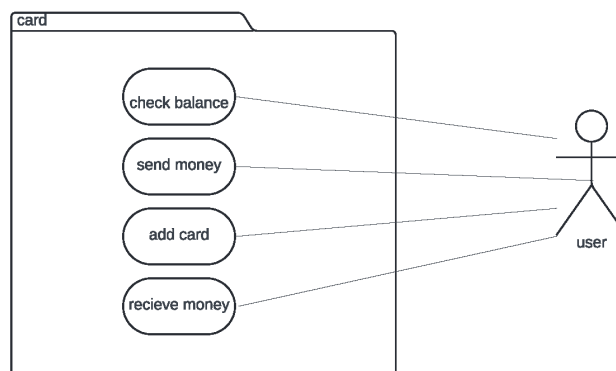 card
check balance
send money
add card
recieve money
user